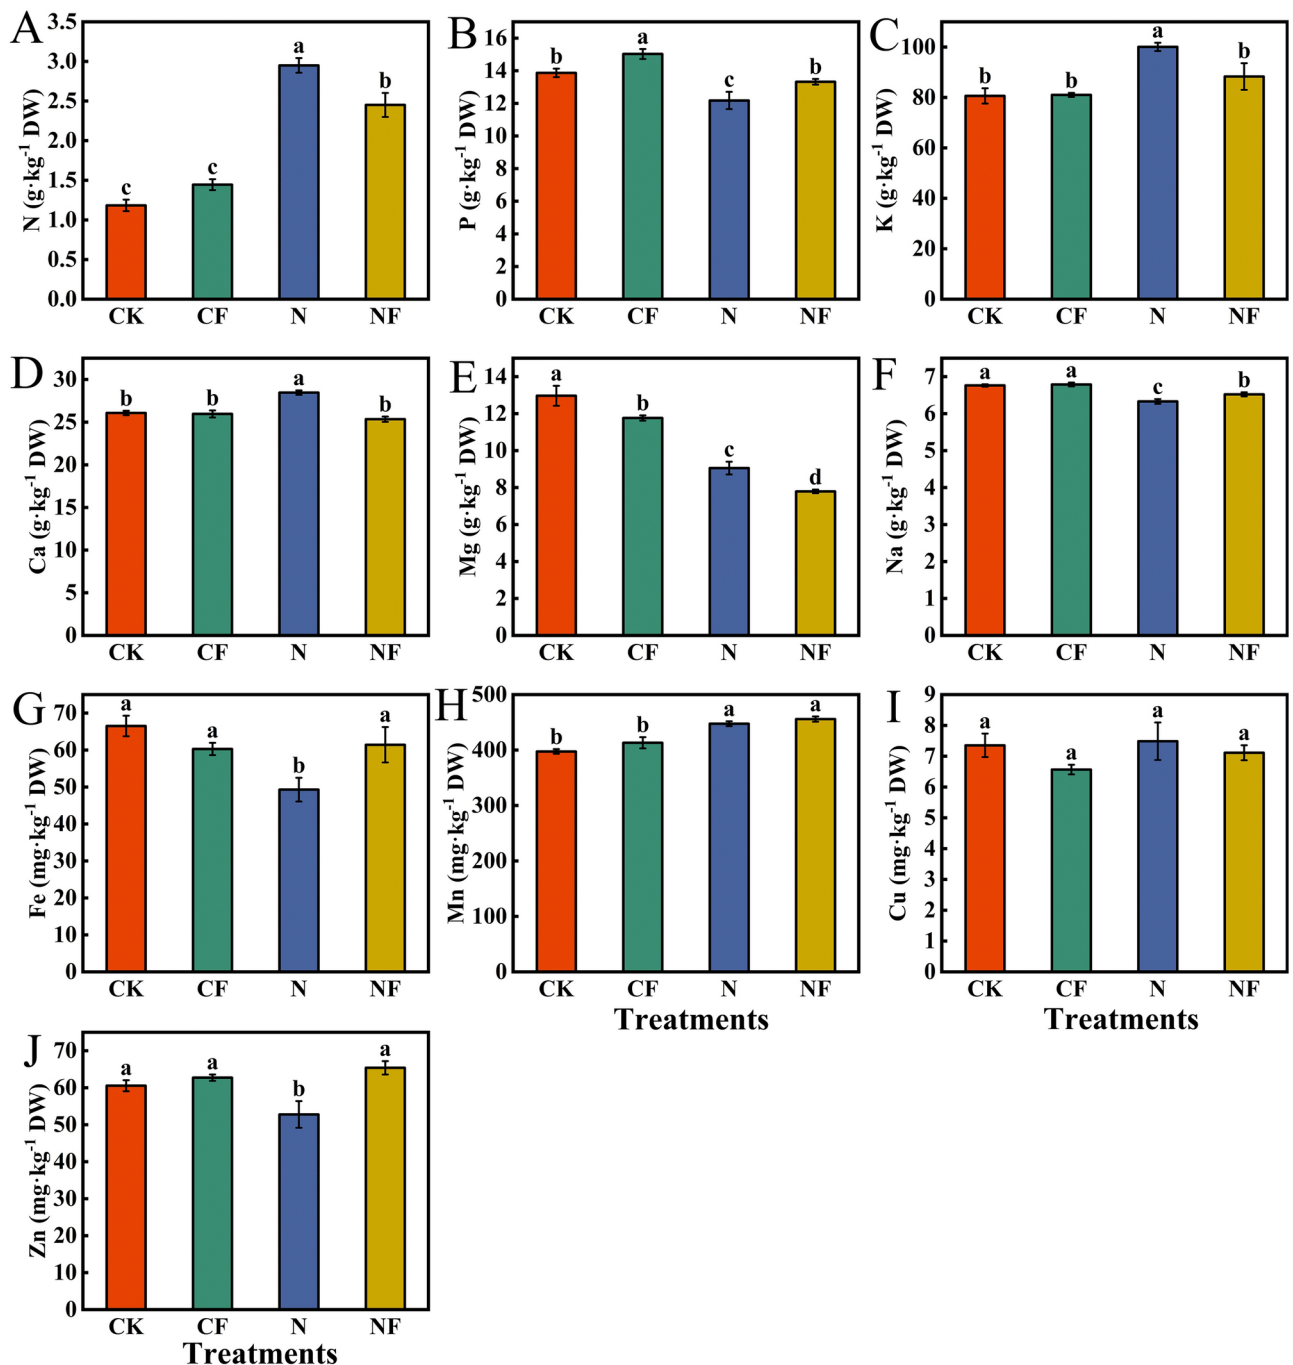 A
N (g·kg⁻¹ DW)
3.5
3.0
2.5
2.0
1.5
1.0
0.5
0.0
c
c
a
b
CK CF N NF
B
P (g·kg⁻¹ DW)
16
14
12
10
8
6
4
2
0
b
a
c
b
CK CF N NF
C
K (g·kg⁻¹ DW)
100
80
60
40
20
0
b
b
a
b
CK CF N NF
D
Ca (g·kg⁻¹ DW)
30
25
20
15
10
5
0
b
b
a
b
CK CF N NF
E
Mg (g·kg⁻¹ DW)
14
12
10
8
6
4
2
0
a
b
c
d
CK CF N NF
F
Na (g·kg⁻¹ DW)
7
6
5
4
3
2
1
0
a
a
c
b
CK CF N NF
G
Fe (mg·kg⁻¹ DW)
70
60
50
40
30
20
10
0
a
a
b
a
CK CF N NF
H
Mn (mg·kg⁻¹ DW)
500
400
300
200
100
0
b
b
a
a
CK CF N NF
Treatments
I
Cu (mg·kg⁻¹ DW)
9
8
7
6
5
4
3
2
1
0
a
a
a
a
CK CF N NF
Treatments
J
Zn (mg·kg⁻¹ DW)
70
60
50
40
30
20
10
0
a
a
b
a
CK CF N NF
Treatments